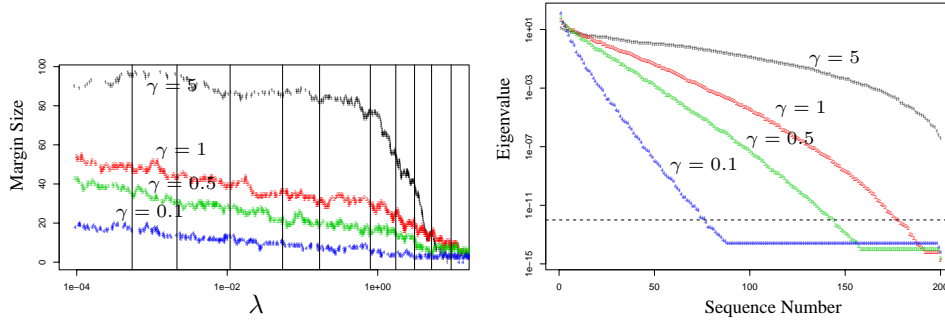 Margin Size
100
80
60
40
20
0
γ = 5
γ = 1
γ = 0.5
γ = 0.1
1e−04
1e−02
1e+00
λ
Eigenvalue
1e+01
1e−03
1e−07
1e−11
1e−15
γ = 5
γ = 1
γ = 0.5
γ = 0.1
0
50
100
150
200
Sequence Number